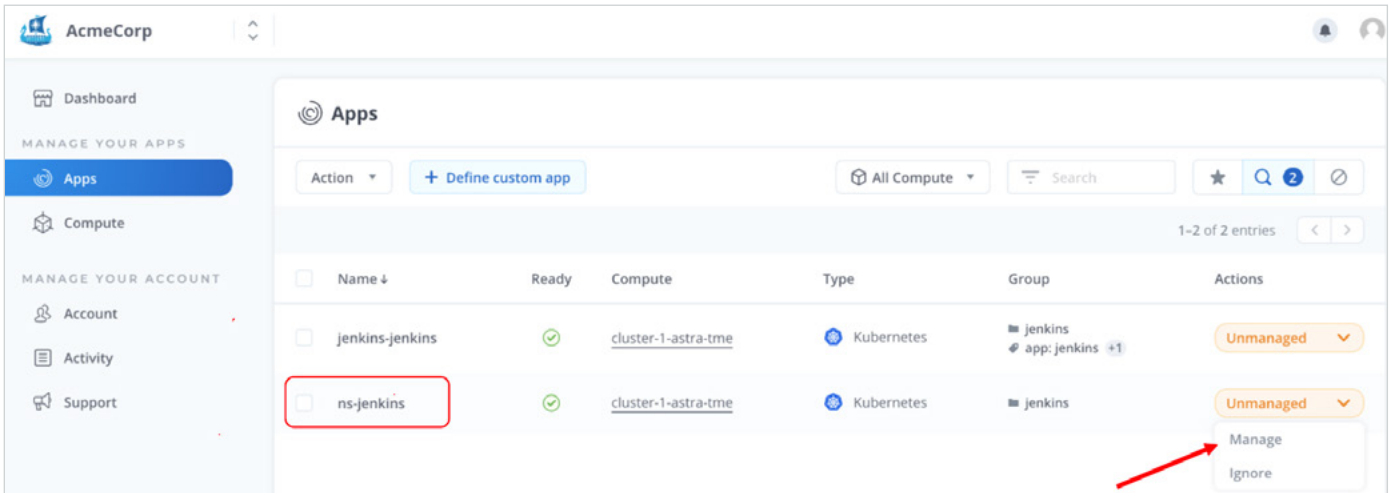 AcmeCorp
Dashboard
MANAGE YOUR APPS
Apps
Compute
MANAGE YOUR ACCOUNT
Account
Activity
Support
Apps
Action
+ Define custom app
All Compute
Search
2
1–2 of 2 entries
Name ↓ Ready Compute Type Group Actions
jenkins-jenkins cluster-1-astra-tme Kubernetes jenkins Unmanaged
app: jenkins +1
ns-jenkins cluster-1-astra-tme Kubernetes jenkins Unmanaged
Manage
Ignore